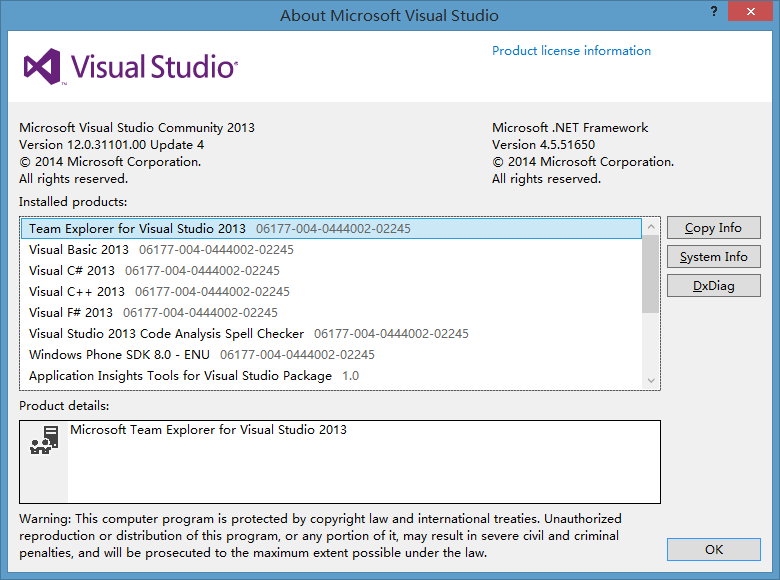 About Microsoft Visual Studio
?
Visual Studio
Product license information
Microsoft Visual Studio Community 2013
Version 12.0.31101.00 Update 4
© 2014 Microsoft Corporation.
All rights reserved.
Microsoft .NET Framework
Version 4.5.51650
© 2014 Microsoft Corporation.
All rights reserved.
Installed products:
Team Explorer for Visual Studio 2013 06177-004-0444002-02245
Visual Basic 2013 06177-004-0444002-02245
Visual C# 2013 06177-004-0444002-02245
Visual C++ 2013 06177-004-0444002-02245
Visual F# 2013 06177-004-0444002-02245
Visual Studio 2013 Code Analysis Spell Checker 06177-004-0444002-02245
Windows Phone SDK 8.0 - ENU 06177-004-0444002-02245
Application Insights Tools for Visual Studio Package 1.0
Copy Info
System Info
DxDiag
Product details:
Microsoft Team Explorer for Visual Studio 2013
Warning: This computer program is protected by copyright law and international treaties. Unauthorized
reproduction or distribution of this program, or any portion of it, may result in severe civil and criminal
penalties, and will be prosecuted to the maximum extent possible under the law.
OK